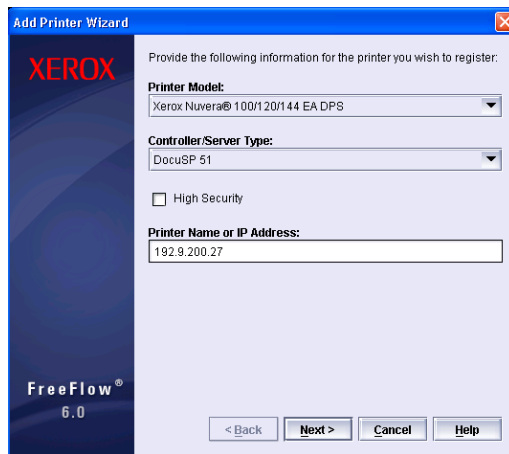 Add Printer Wizard
XEROX
Provide the following information for the printer you wish to register:
Printer Model:
Xerox Nuvera® 100/120/144 EA DPS
Controller/Server Type:
DocuSP 51
High Security
Printer Name or IP Address:
192.9.200.27
FreeFlow®
6.0
< Back
Next >
Cancel
Help